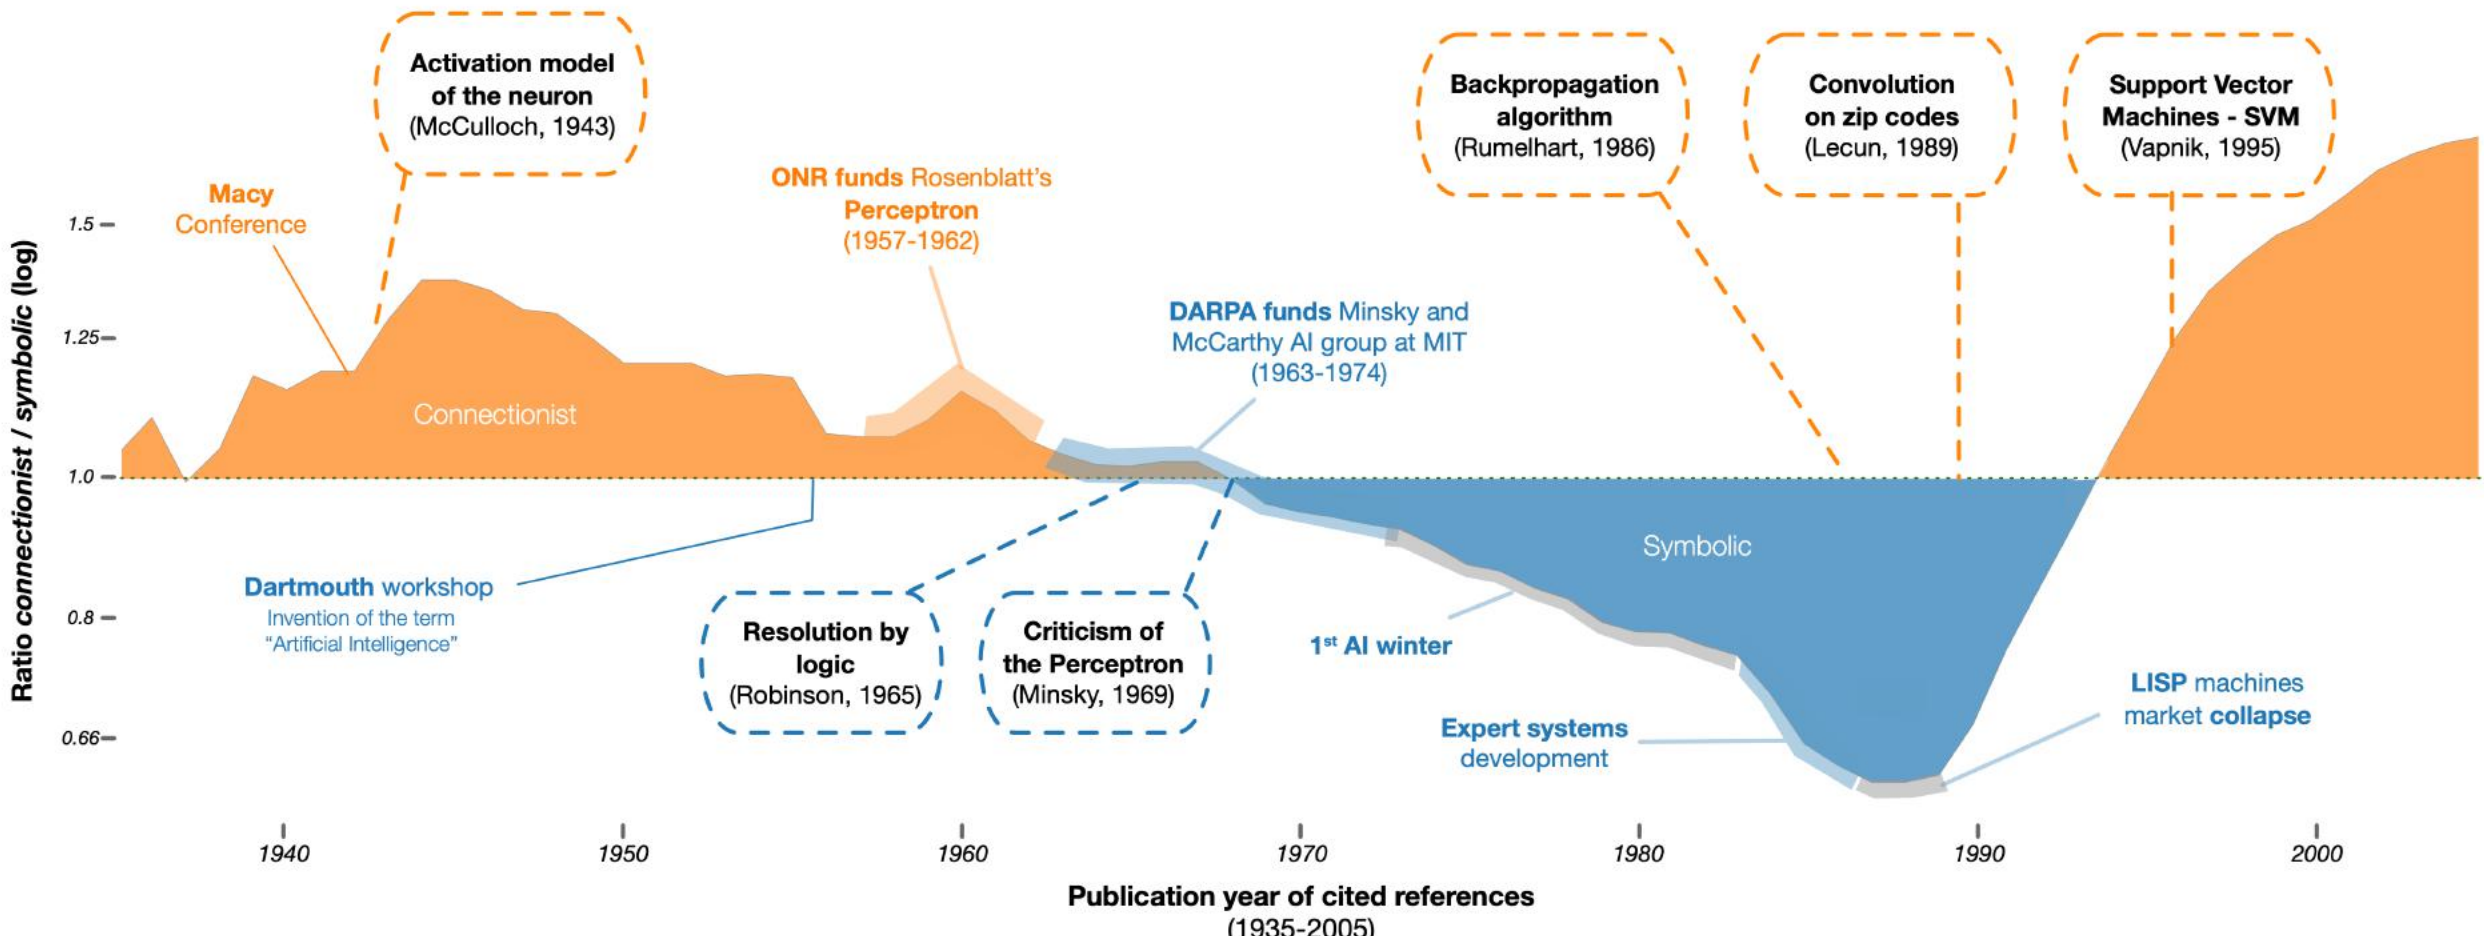 Activation model
of the neuron
(McCulloch, 1943)
Backpropagation
algorithm
(Rumelhart, 1986)
Convolution
on zip codes
(Lecun, 1989)
Support Vector
Machines - SVM
(Vapnik, 1995)
Macy
Conference
ONR funds Rosenblatt's
Perceptron
(1957-1962)
DARPA funds Minsky and
McCarthy AI group at MIT
(1963-1974)
Ratio connectionist / symbolic (log)
1.5
1.25
1.0
0.8
0.66
Connectionist
Symbolic
Dartmouth workshop
Invention of the term
"Artificial Intelligence"
Resolution by
logic
(Robinson, 1965)
Criticism of
the Perceptron
(Minsky, 1969)
1st AI winter
Expert systems
development
LISP machines
market collapse
1940
1950
1960
1970
1980
1990
2000
Publication year of cited references
(1935-2005)